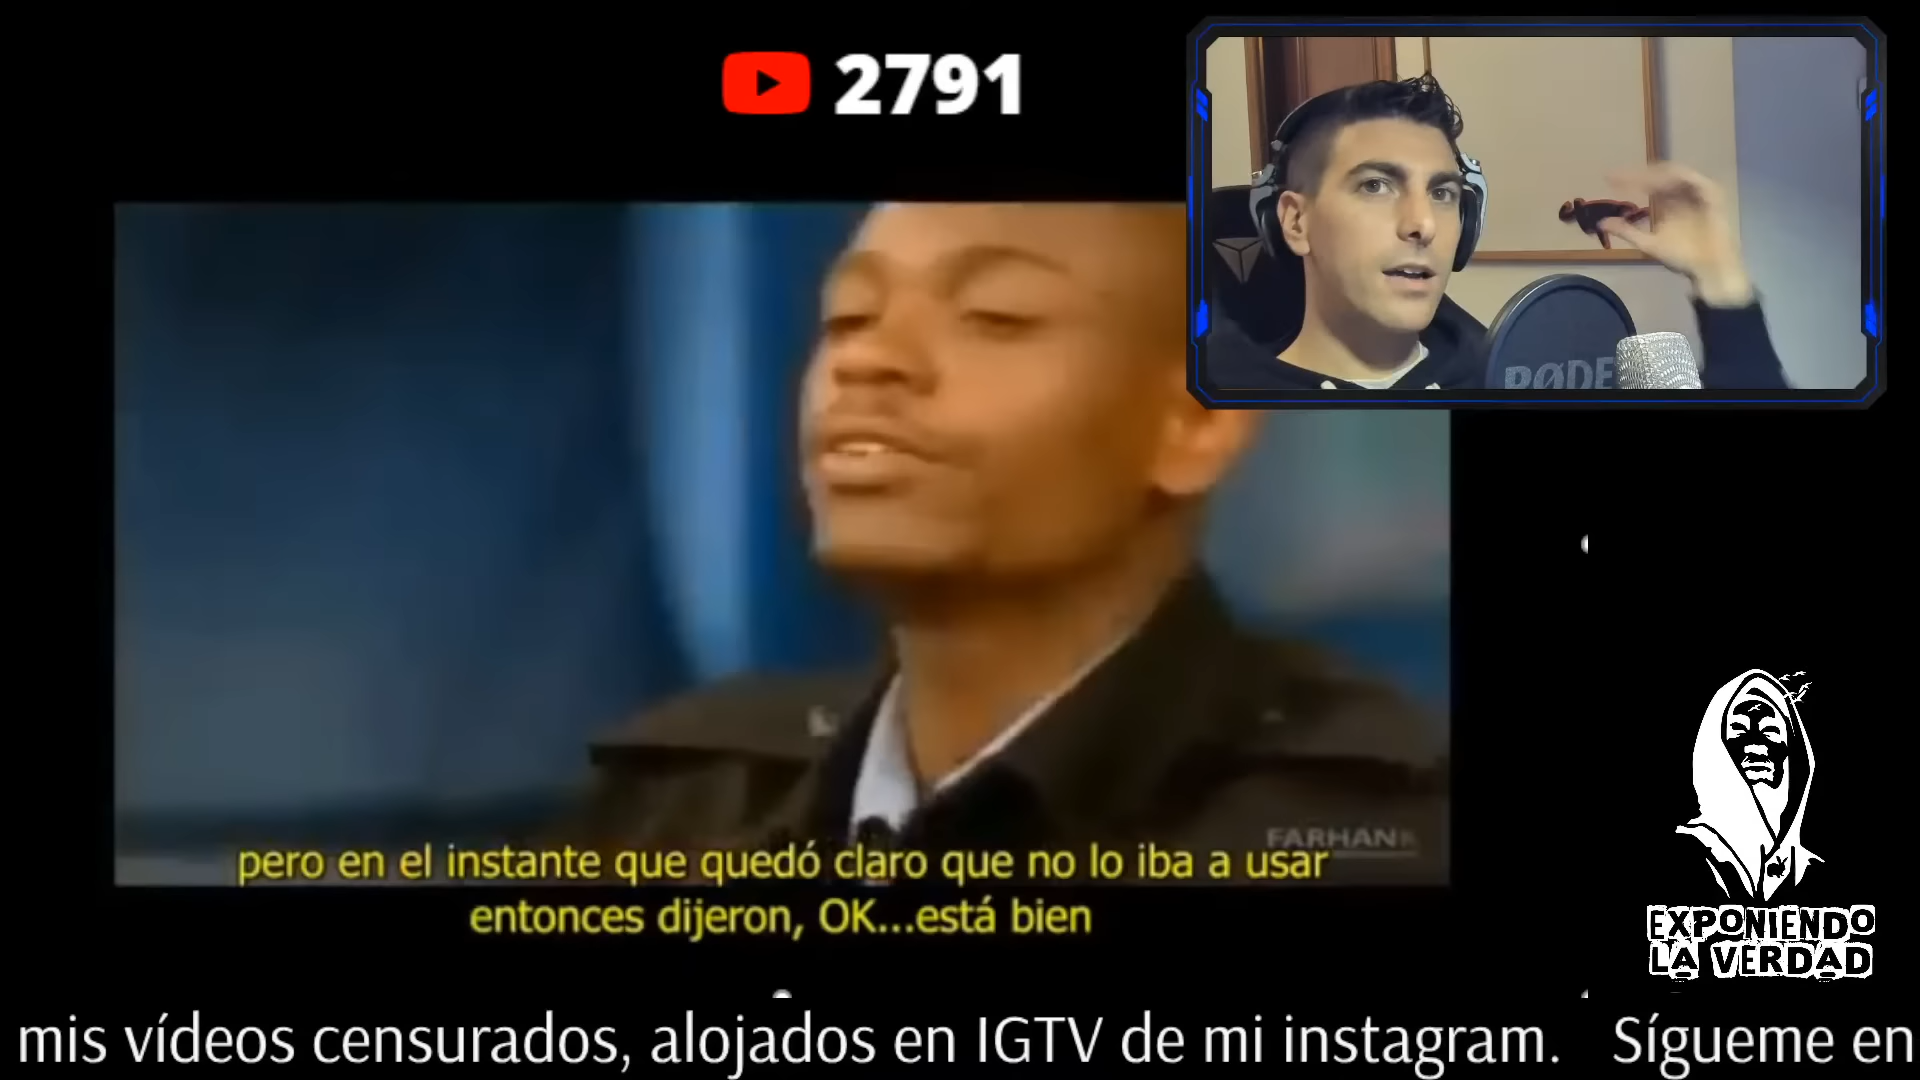 2791
RØDE
FARHAN
pero en el instante que quedó claro que no lo iba a usar
entonces dijeron, OK...está bien
EXPONIENDO
LA VERDAD
mis vídeos censurados, alojados en IGTV de mi instagram. Sígueme en